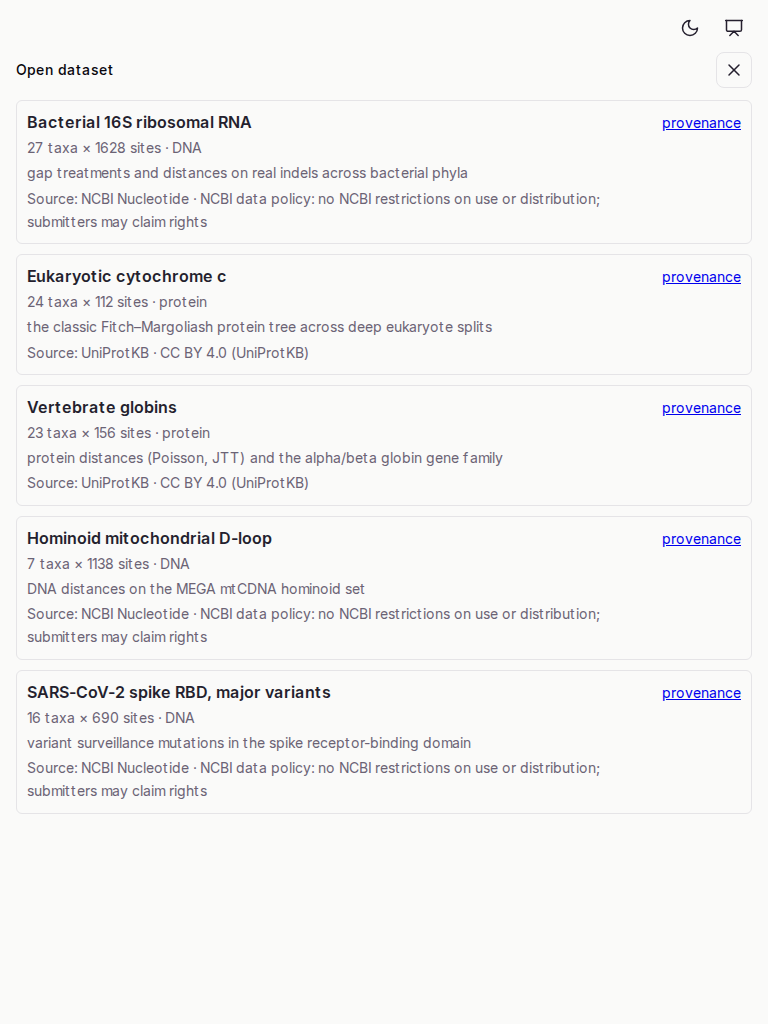 Open dataset
Bacterial 16S ribosomal RNA
provenance
27 taxa × 1628 sites · DNA
gap treatments and distances on real indels across bacterial phyla
Source: NCBI Nucleotide · NCBI data policy: no NCBI restrictions on use or distribution;
submitters may claim rights
Eukaryotic cytochrome c
provenance
24 taxa × 112 sites · protein
the classic Fitch–Margoliash protein tree across deep eukaryote splits
Source: UniProtKB · CC BY 4.0 (UniProtKB)
Vertebrate globins
provenance
23 taxa × 156 sites · protein
protein distances (Poisson, JTT) and the alpha/beta globin gene family
Source: UniProtKB · CC BY 4.0 (UniProtKB)
Hominoid mitochondrial D-loop
provenance
7 taxa × 1138 sites · DNA
DNA distances on the MEGA mtCDNA hominoid set
Source: NCBI Nucleotide · NCBI data policy: no NCBI restrictions on use or distribution;
submitters may claim rights
SARS-CoV-2 spike RBD, major variants
provenance
16 taxa × 690 sites · DNA
variant surveillance mutations in the spike receptor-binding domain
Source: NCBI Nucleotide · NCBI data policy: no NCBI restrictions on use or distribution;
submitters may claim rights